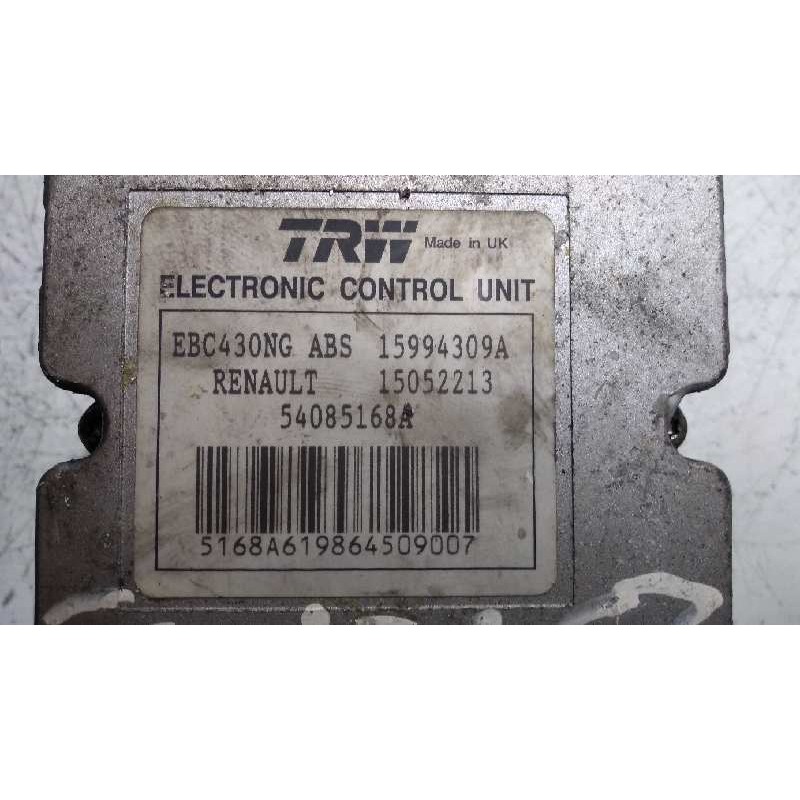 TRW Made in UK
ELECTRONIC CONTROL UNIT
EBC430NG ABS 15994309A
RENAULT 15052213
54085168A
5168A619864509007